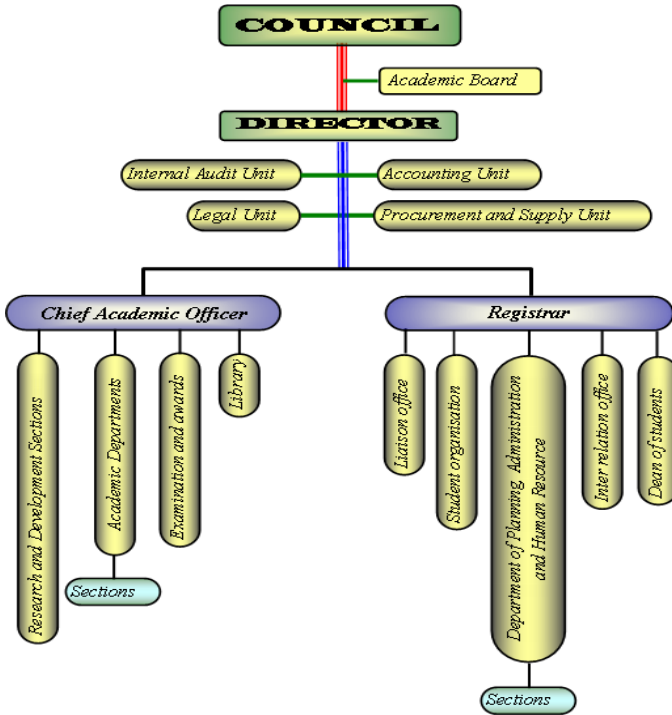 COUNCIL
Academic Board
DIRECTOR
Internal Audit Unit
Accounting Unit
Legal Unit
Procurement and Supply Unit
Chief Academic Officer
Registrar
Research and Development Sections
Academic Departments
Examination and awards
Library
Liaison office
Student organisation
Department of Planning, Administration
and Human Resource
Inter relation office
Dean of students
Sections
Sections